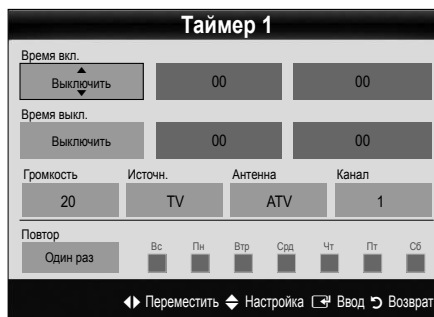 Таймер 1
Время вкл.
Выключить 00 00
Время выкл.
Выключить 00 00
Громкость Источн. Антенна Канал
20 TV ATV 1
Повтор Вс Пн Втр Срд Чт Пт Сб
Один раз
Переместить Настройка Ввод Возврат